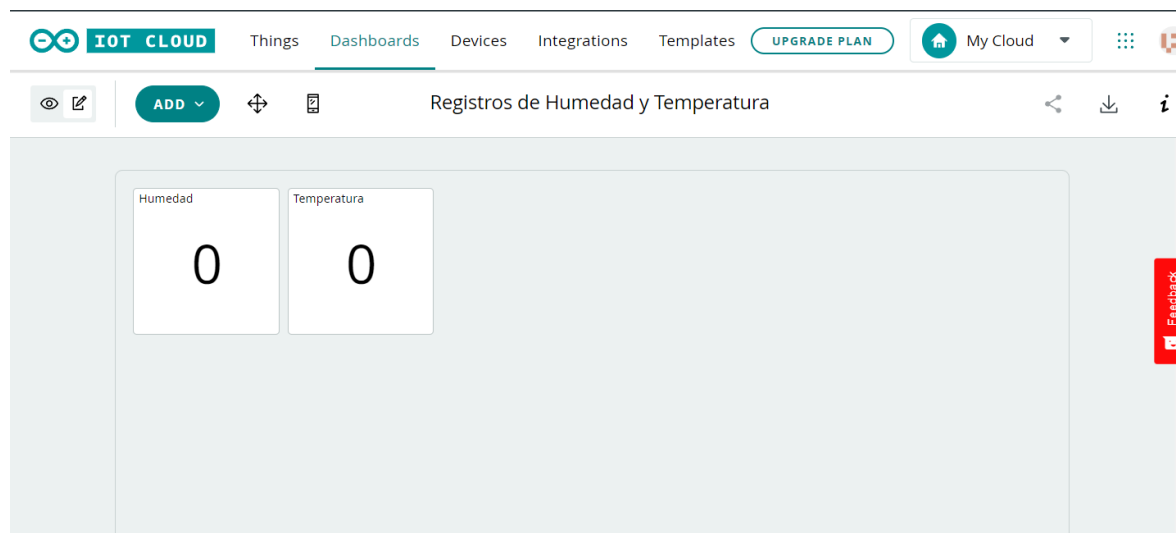 IOT CLOUD Things Dashboards Devices Integrations Templates UPGRADE PLAN My Cloud
ADD Registros de Humedad y Temperatura i
Humedad Temperatura
0 0
Feedback